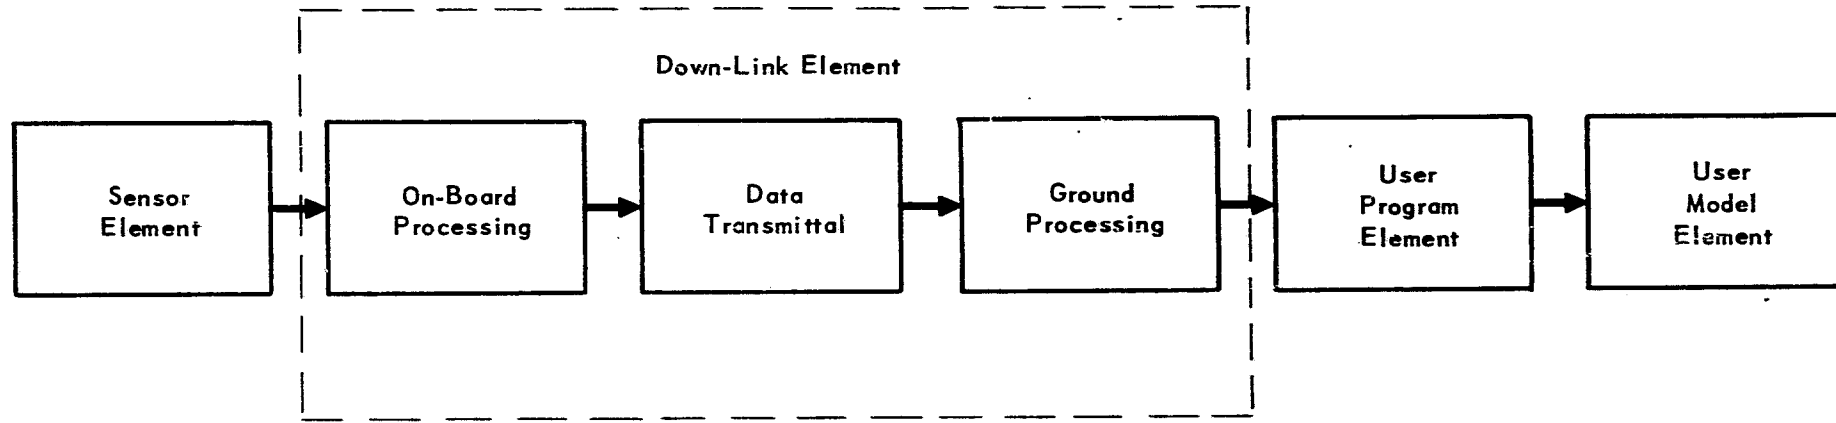 Down-Link Element
Sensor
Element
On-Board
Processing
Data
Transmittal
Ground
Processing
User
Program
Element
User
Model
Element